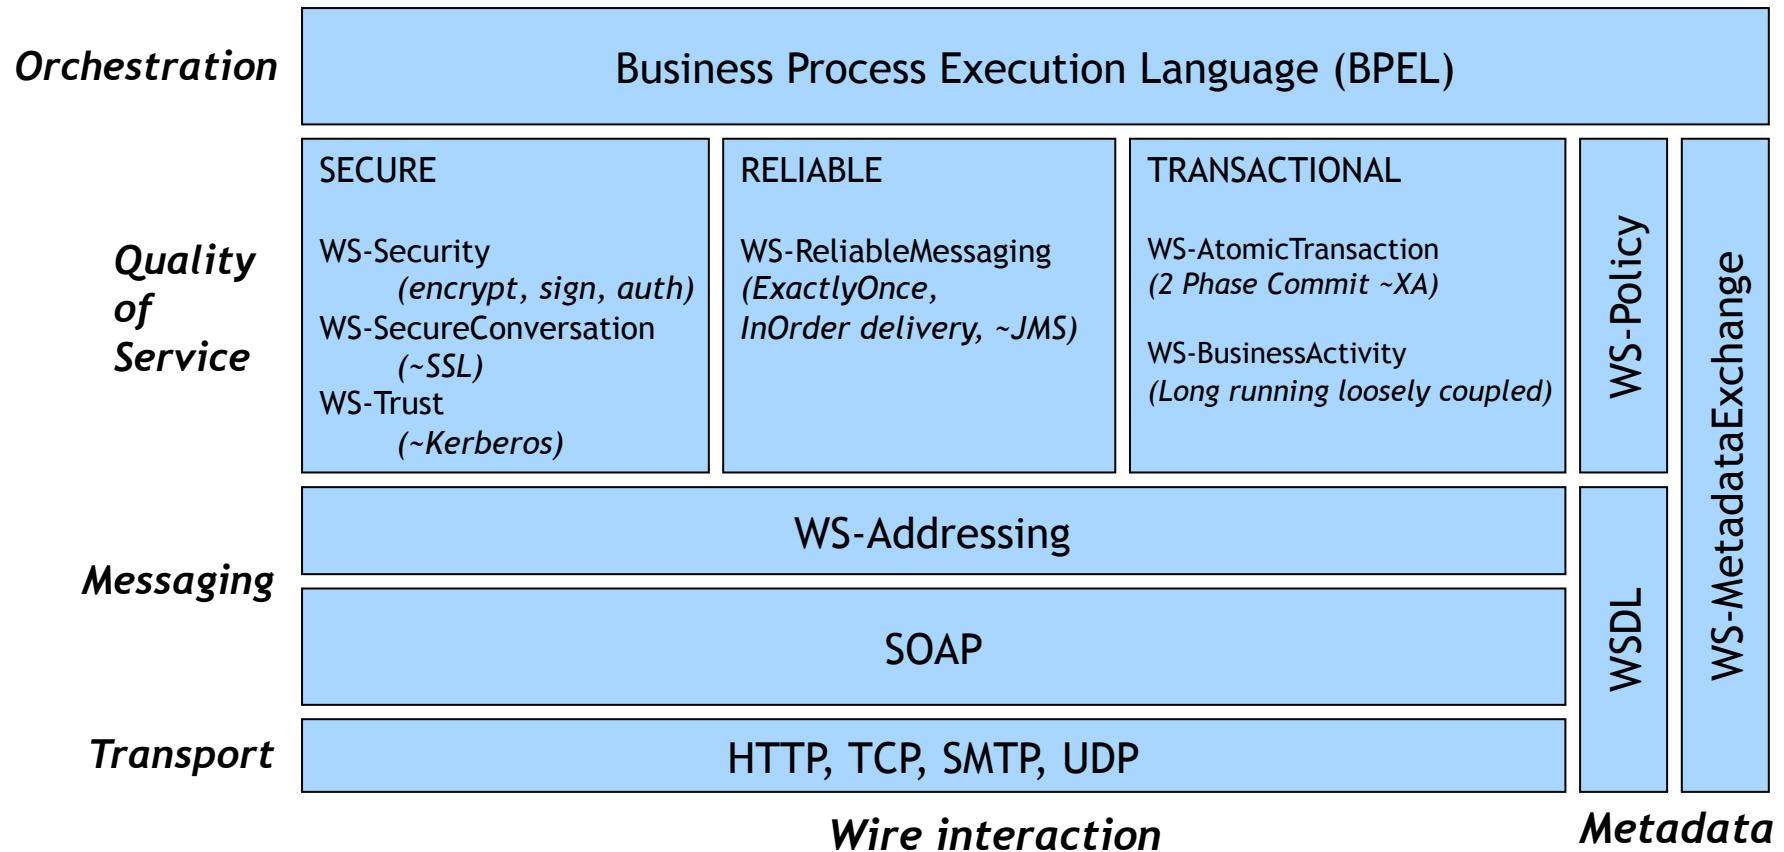 Orchestration
Business Process Execution Language (BPEL)
Quality
of
Service
SECURE
WS-Security
(encrypt, sign, auth)
WS-SecureConversation
(~SSL)
WS-Trust
(~Kerberos)
RELIABLE
WS-ReliableMessaging
(ExactlyOnce,
InOrder delivery, ~JMS)
TRANSACTIONAL
WS-AtomicTransaction
(2 Phase Commit ~XA)
WS-BusinessActivity
(Long running loosely coupled)
WS-Policy
WS-MetadataExchange
Messaging
WS-Addressing
SOAP
WSDL
Transport
HTTP, TCP, SMTP, UDP
Wire interaction
Metadata